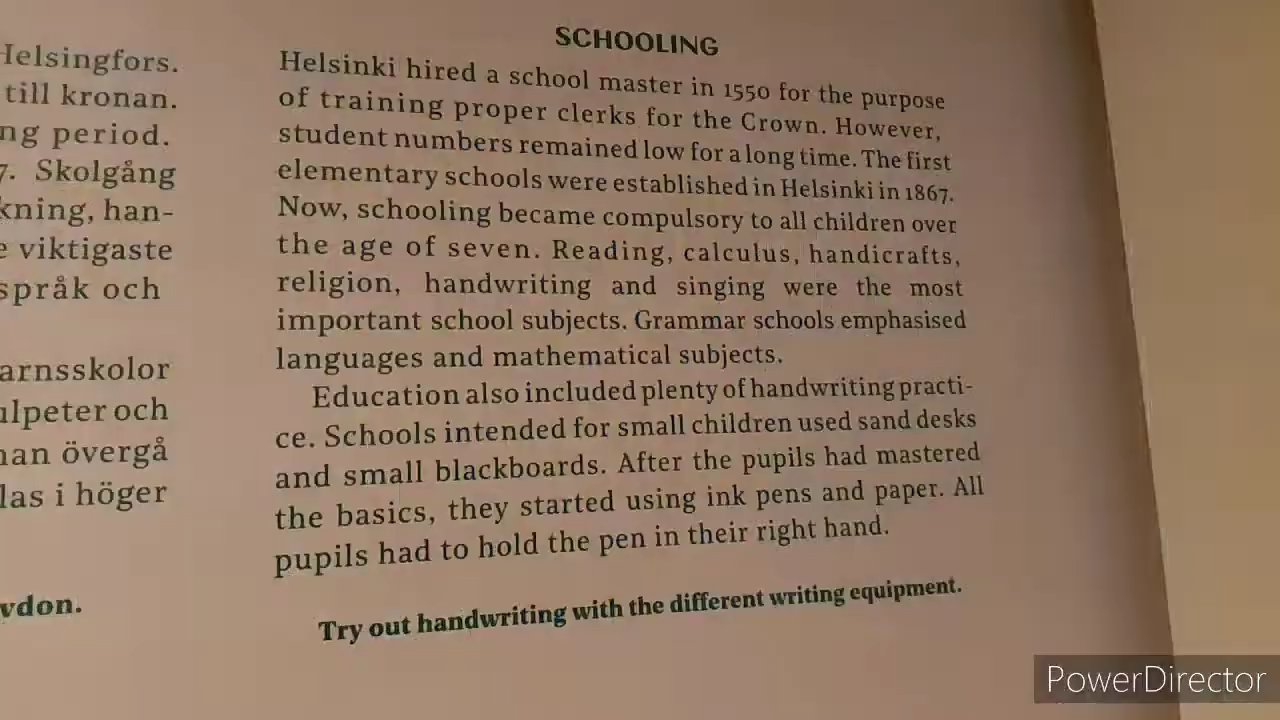 Helsingfors.
till kronan.
ng period.
7. Skolgång
kning, han-
e viktigaste
språk och
arnsskolor
ulpeter och
nan övergå
las i höger
vdon.
SCHOOLING
Helsinki hired a school master in 1550 for the purpose
of training proper clerks for the Crown. However,
student numbers remained low for a long time. The first
elementary schools were established in Helsinki in 1867.
Now, schooling became compulsory to all children over
the age of seven. Reading, calculus, handicrafts,
religion, handwriting and singing were the most
important school subjects. Grammar schools emphasised
languages and mathematical subjects.
Education also included plenty of handwriting practi-
ce. Schools intended for small children used sand desks
and small blackboards. After the pupils had mastered
the basics, they started using ink pens and paper. All
pupils had to hold the pen in their right hand.
Try out handwriting with the different writing equipment.
PowerDirector